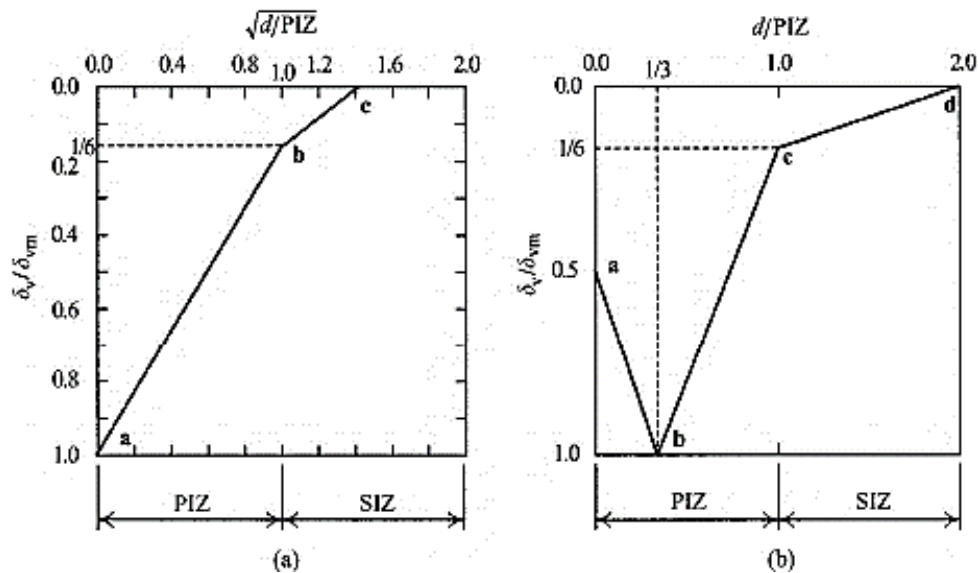 √d/PIZ
0.0 0.4 0.8 1.0 1.2 1.6 2.0
0.0
1/6
0.2
0.4
0.6
0.8
1.0
δv/δvm
a
b
c
PIZ SIZ
(a)
d/PIZ
0.0 1/3 1.0 2.0
0.0
1/6
0.5
1.0
δv/δvm
a
b
c
d
PIZ SIZ
(b)